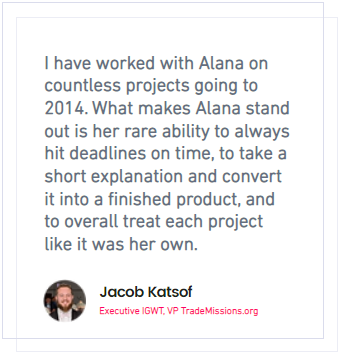 I have worked with Alana on
countless projects going to
2014. What makes Alana stand
out is her rare ability to always
hit deadlines on time, to take a
short explanation and convert
it into a finished product, and
to overall treat each project
like it was her own.
Jacob Katsof
Executive IGWT, VP TradeMissions.org